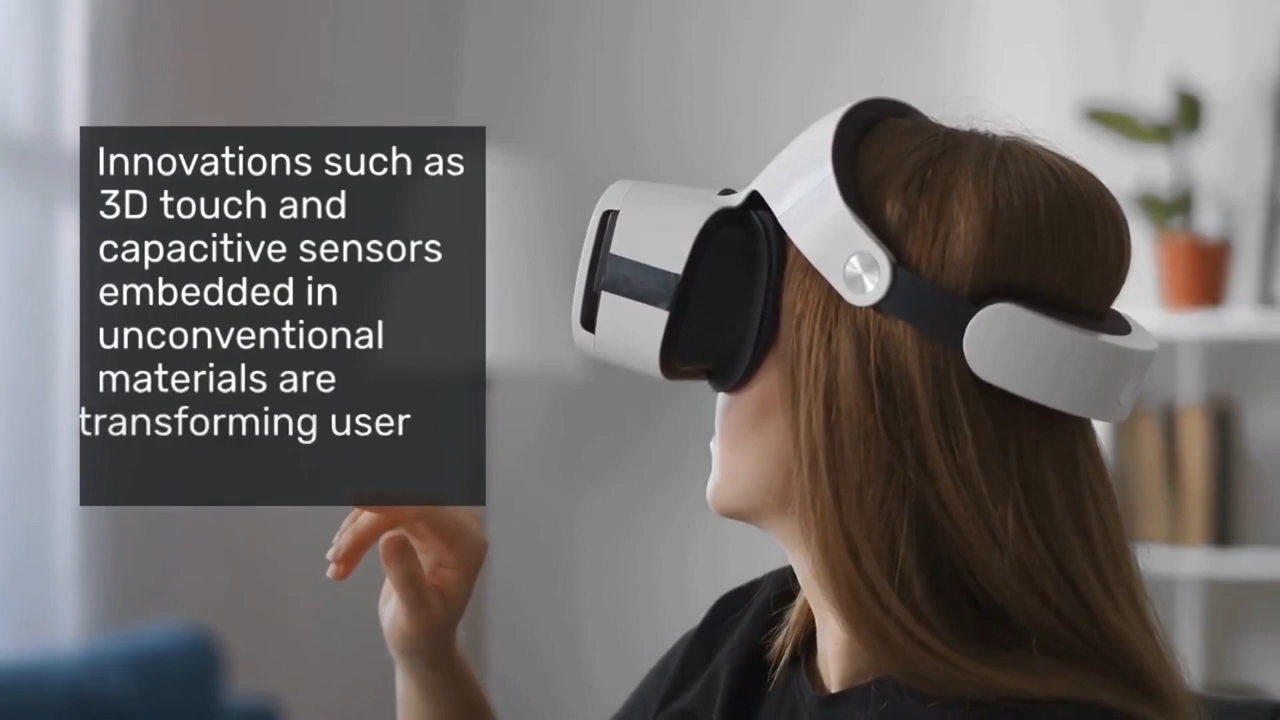 Innovations such as
3D touch and
capacitive sensors
embedded in
unconventional
materials are
transforming user